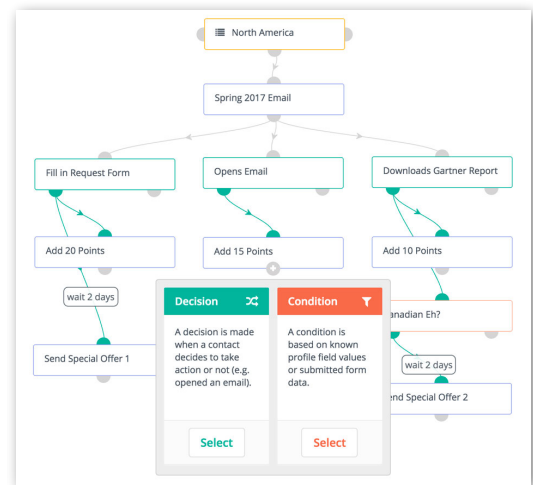 North America
Spring 2017 Email
Fill in Request Form
Opens Email
Downloads Gartner Report
Add 20 Points
Add 15 Points
Add 10 Points
wait 2 days
Decision
Condition
anadian Eh?
A decision is made
when a contact
decides to take
action or not (e.g.
opened an email).
A condition is
based on known
profile field values
or submitted form
data.
Send Special Offer 1
wait 2 days
end Special Offer 2
Select
Select